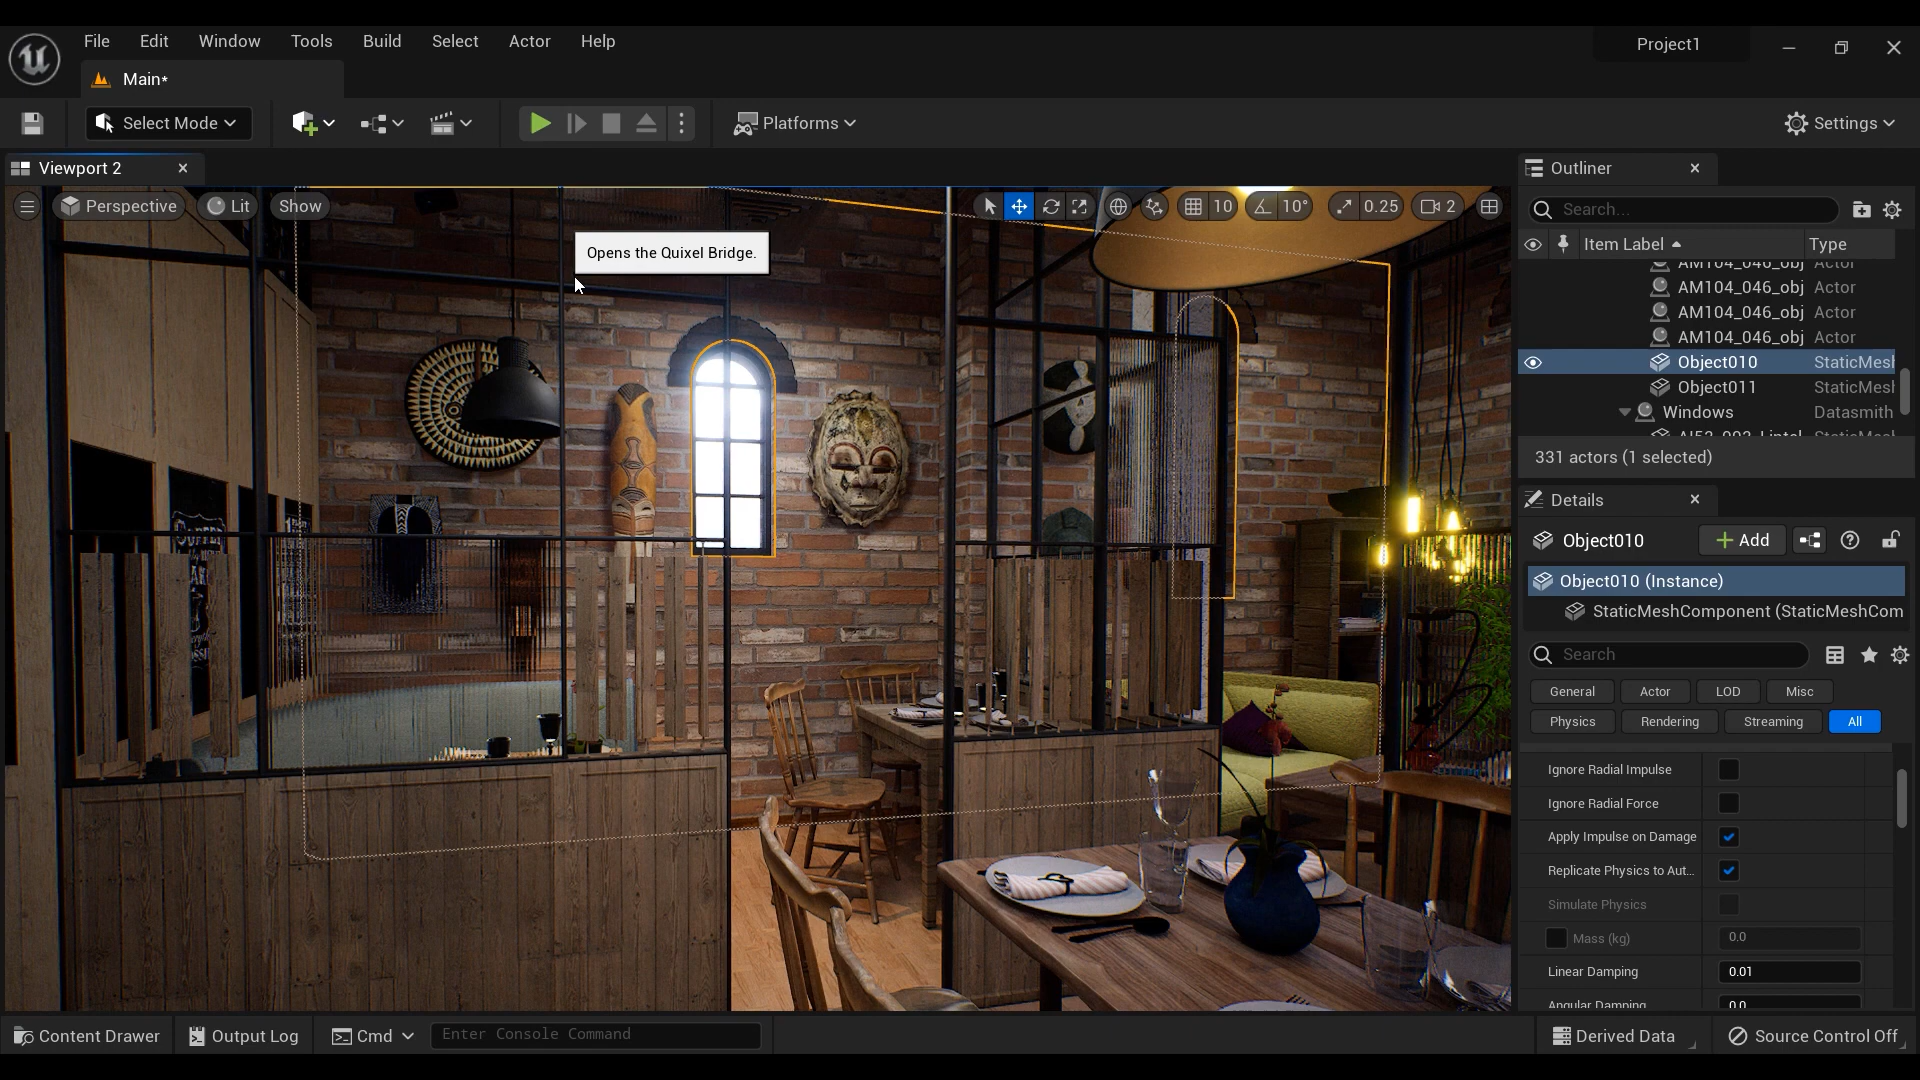 File Edit Window Tools Build Select Actor Help
Project1
Main*
Select Mode
Platforms
Settings
Viewport 2
Perspective
Lit
Show
10
10°
0.25
2
Opens the Quixel Bridge.
Outliner
Search...
Item Label
Type
AM104_046_obj Actor
AM104_046_obj Actor
AM104_046_obj Actor
AM104_046_obj Actor
Object010 StaticMesh
Object011 StaticMesh
Windows Datasmith
331 actors (1 selected)
Details
Object010
Add
Object010 (Instance)
StaticMeshComponent (StaticMeshCom
Search
General Actor LOD Misc
Physics Rendering Streaming All
Ignore Radial Impulse
Ignore Radial Force
Apply Impulse on Damage
Replicate Physics to Aut...
Simulate Physics
Mass (kg) 0.0
Linear Damping 0.01
Angular Damping 0.0
Content Drawer
Output Log
Cmd
Enter Console Command
Derived Data
Source Control Off